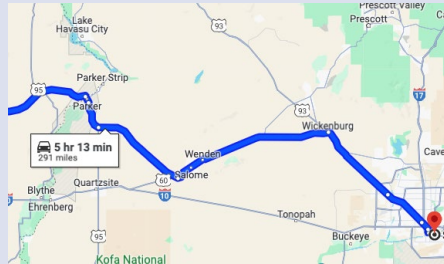 Prescott Valley
Prescott
Lake
Havasu City
93
Parker Strip
95
Parker
17
93
Wickenburg
5 hr 13 min
291 miles
Wenden
Salome
60
10
Blythe
Quartzsite
Ehrenberg
Tonopah
Buckeye
95
Kofa National
Cave